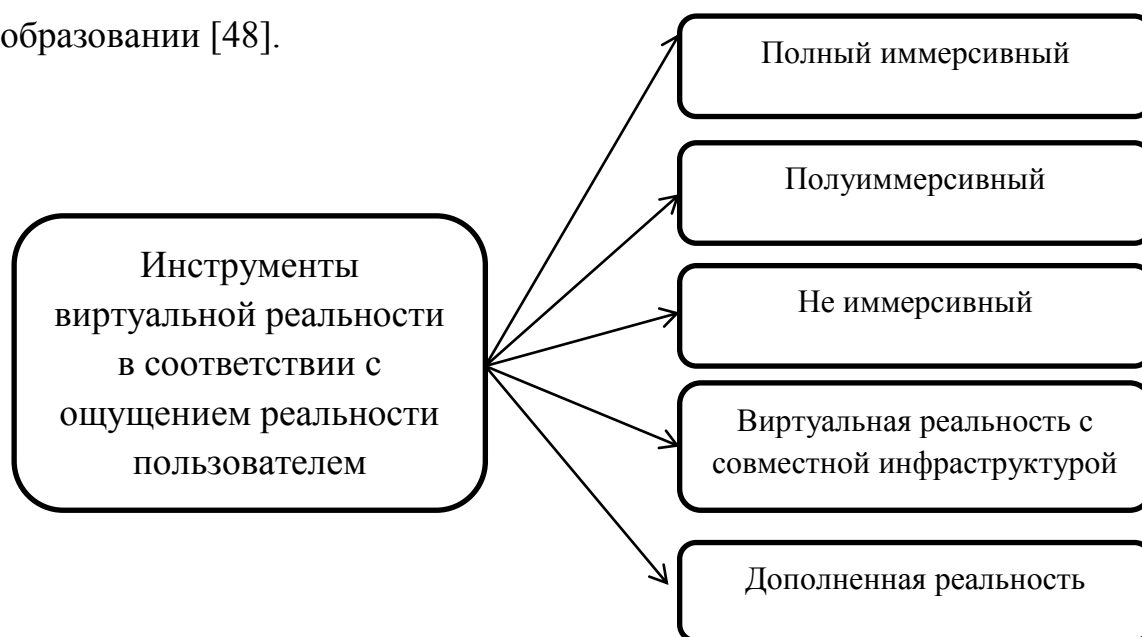 образовании [48].
Полный иммерсивный
Полуиммерсивный
Инструменты
виртуальной реальности
в соответствии с
ощущением реальности
пользователем
Не иммерсивный
Виртуальная реальность с
совместной инфраструктурой
Дополненная реальность